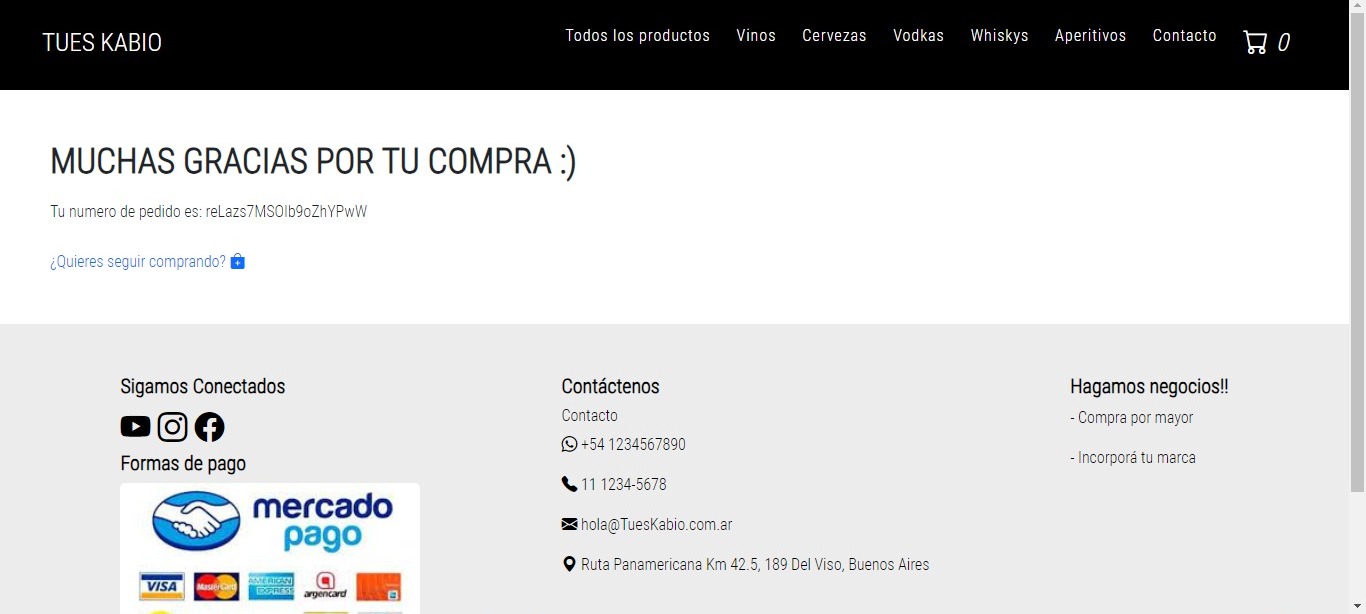 TUES KABIO
Todos los productos Vinos Cervezas Vodkas Whiskys Aperitivos Contacto 0
MUCHAS GRACIAS POR TU COMPRA :)
Tu numero de pedido es: reLazs7MSOIb9oZhYPwW
¿Quieres seguir comprando?
Sigamos Conectados
Formas de pago
mercado
pago
VISA MasterCard AMERICAN EXPRESS argencard
Contáctenos
Contacto
+54 1234567890
11 1234-5678
hola@TuesKabio.com.ar
Ruta Panamericana Km 42.5, 189 Del Viso, Buenos Aires
Hagamos negocios!!
- Compra por mayor
- Incorporá tu marca